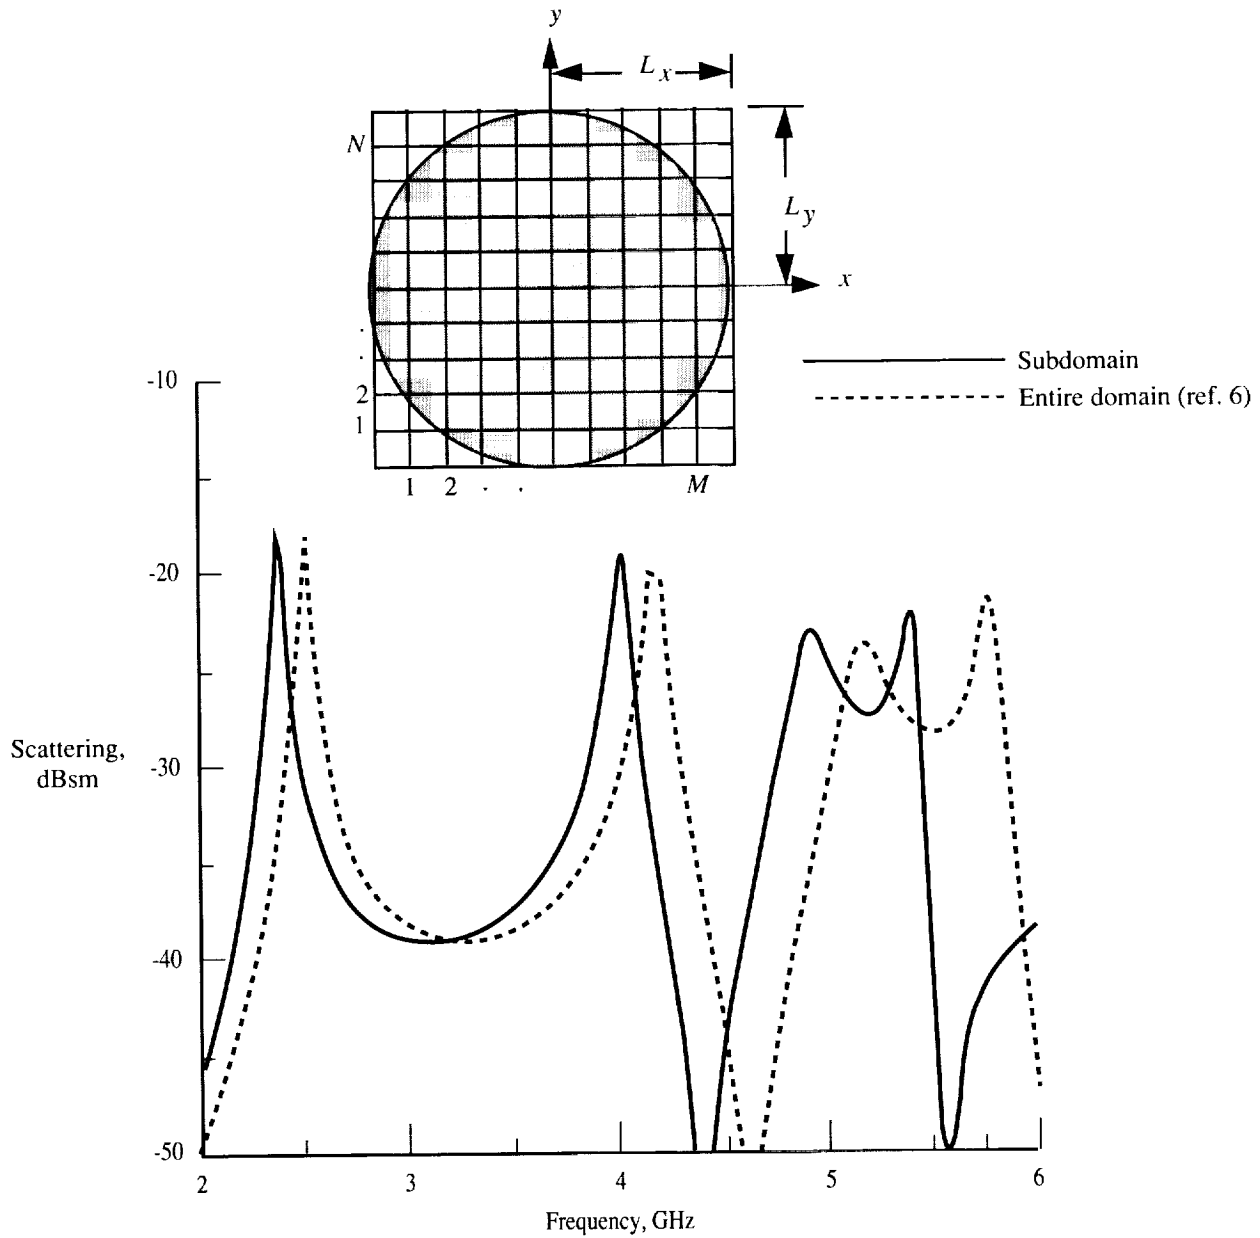 y
L x
N
L y
x
2
1
1 2 . . M
Subdomain
Entire domain (ref. 6)
-10
-20
Scattering,
dBsm
-30
-40
-50
2 3 4 5 6
Frequency, GHz